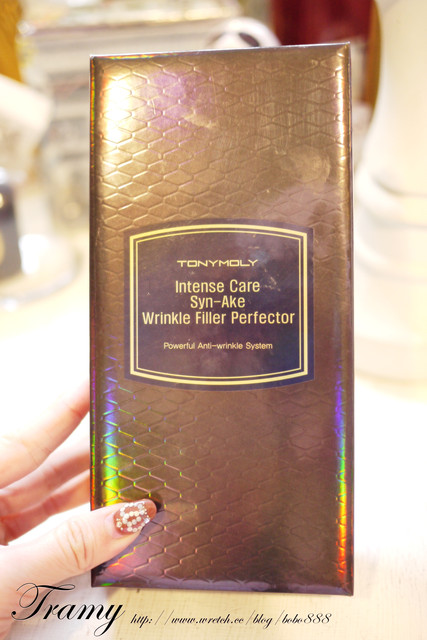 TONYMOLY
Intense Care
Syn-Ake
Wrinkle Filler Perfector
Powerful Anti-wrinkle System
Tramy http://www.wretch.cc/blog/bobo888